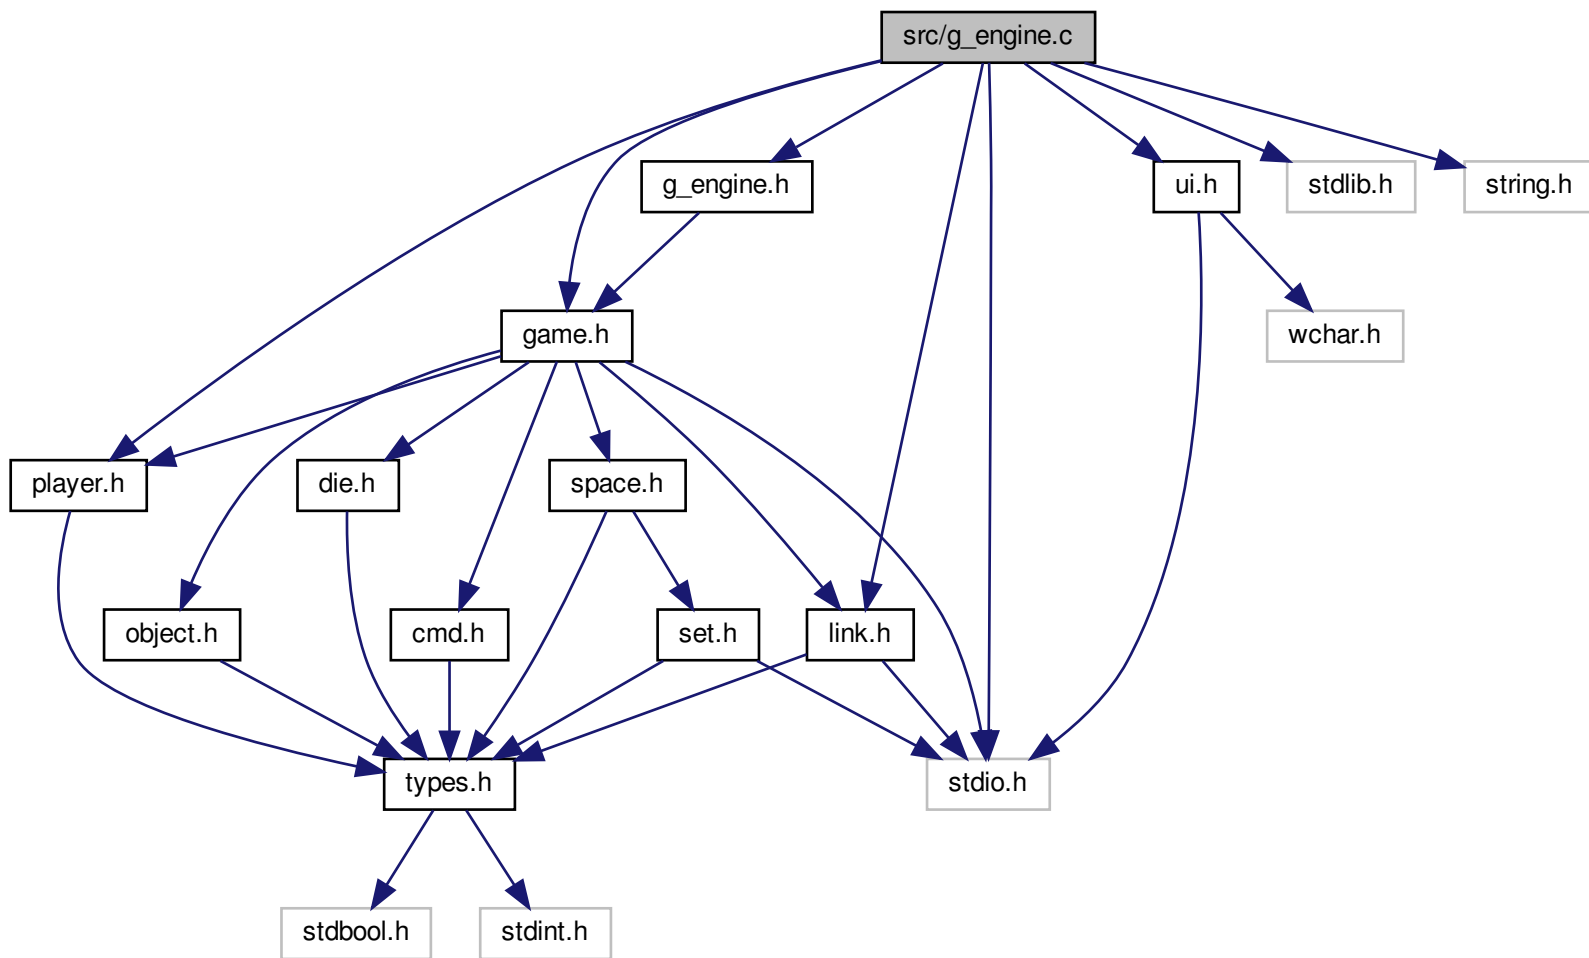 src/g_engine.c
g_engine.h
ui.h
stdlib.h
string.h
game.h
wchar.h
player.h
die.h
space.h
object.h
cmd.h
set.h
link.h
types.h
stdio.h
stdbool.h
stdint.h